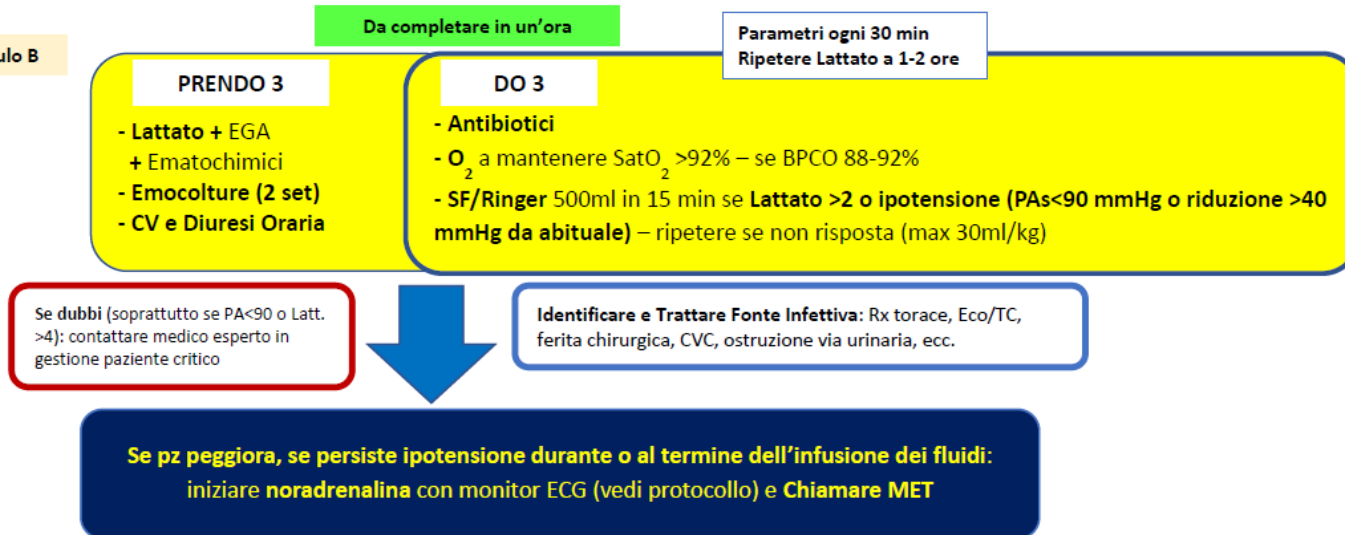 Da completare in un'ora
Parametri ogni 30 min
Ripetere Lattato a 1-2 ore
ulo B
PRENDO 3
- Lattato + EGA
+ Ematochimici
- Emocolture (2 set)
- CV e Diuresi Oraria
DO 3
- Antibiotici
- O2 a mantenere SatO2 >92% – se BPCO 88-92%
- SF/Ringer 500ml in 15 min se Lattato >2 o ipotensione (PAs<90 mmHg o riduzione >40
mmHg da abituale) – ripetere se non risposta (max 30ml/kg)
Se dubbi (soprattutto se PA<90 o Latt.
>4): contattare medico esperto in
gestione paziente critico
Identificare e Trattare Fonte Infettiva: Rx torace, Eco/TC,
ferita chirurgica, CVC, ostruzione via urinaria, ecc.
Se pz peggiora, se persiste ipotensione durante o al termine dell'infusione dei fluidi:
iniziare noradrenalina con monitor ECG (vedi protocollo) e Chiamare MET